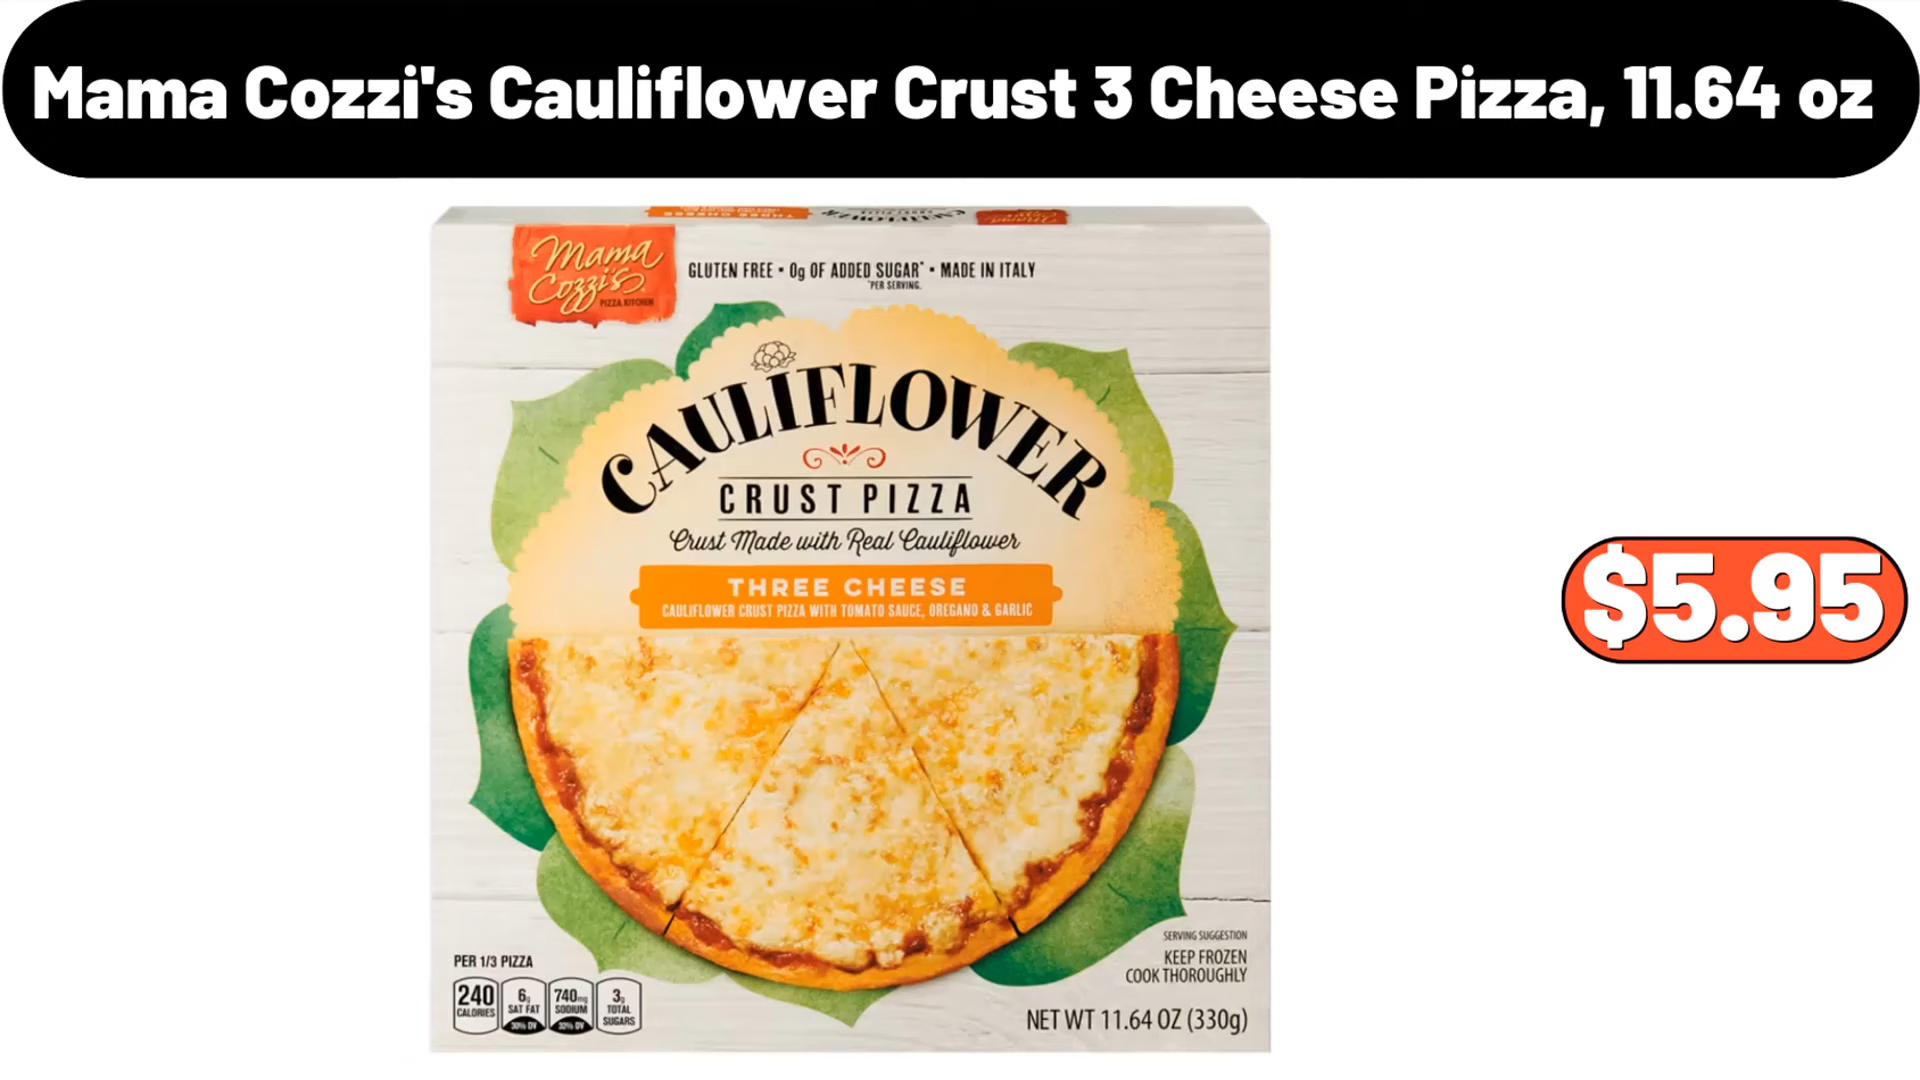 Mama Cozzi's Cauliflower Crust 3 Cheese Pizza, 11.64 oz
THREE CHEESE
CAULIFLOWER
Mama
Cozzi's
PIZZA KITCHEN
GLUTEN FREE • 0g OF ADDED SUGAR* • MADE IN ITALY
*PER SERVING.
CAULIFLOWER
CRUST PIZZA
Crust Made with Real Cauliflower
THREE CHEESE
CAULIFLOWER CRUST PIZZA WITH TOMATO SAUCE, OREGANO & GARLIC
$5.95
SERVING SUGGESTION
KEEP FROZEN
COOK THOROUGHLY
NET WT 11.64 OZ (330g)
PER 1/3 PIZZA
240 CALORIES
6g SAT FAT 30% DV
740mg SODIUM 32% DV
3g TOTAL SUGARS